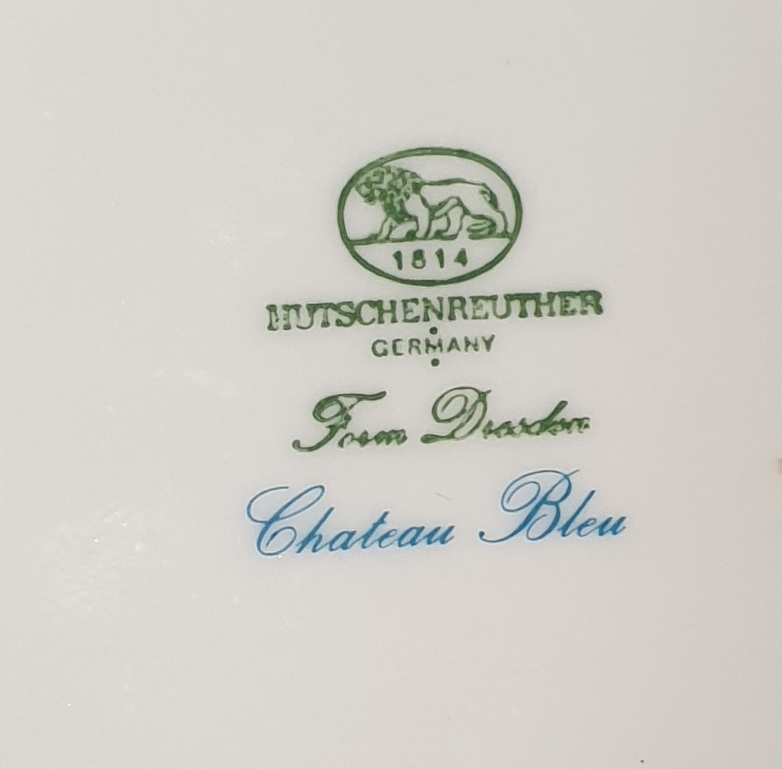 1814
HUTSCHENREUTHER
GERMANY
Form Dresden
Chateau Bleu